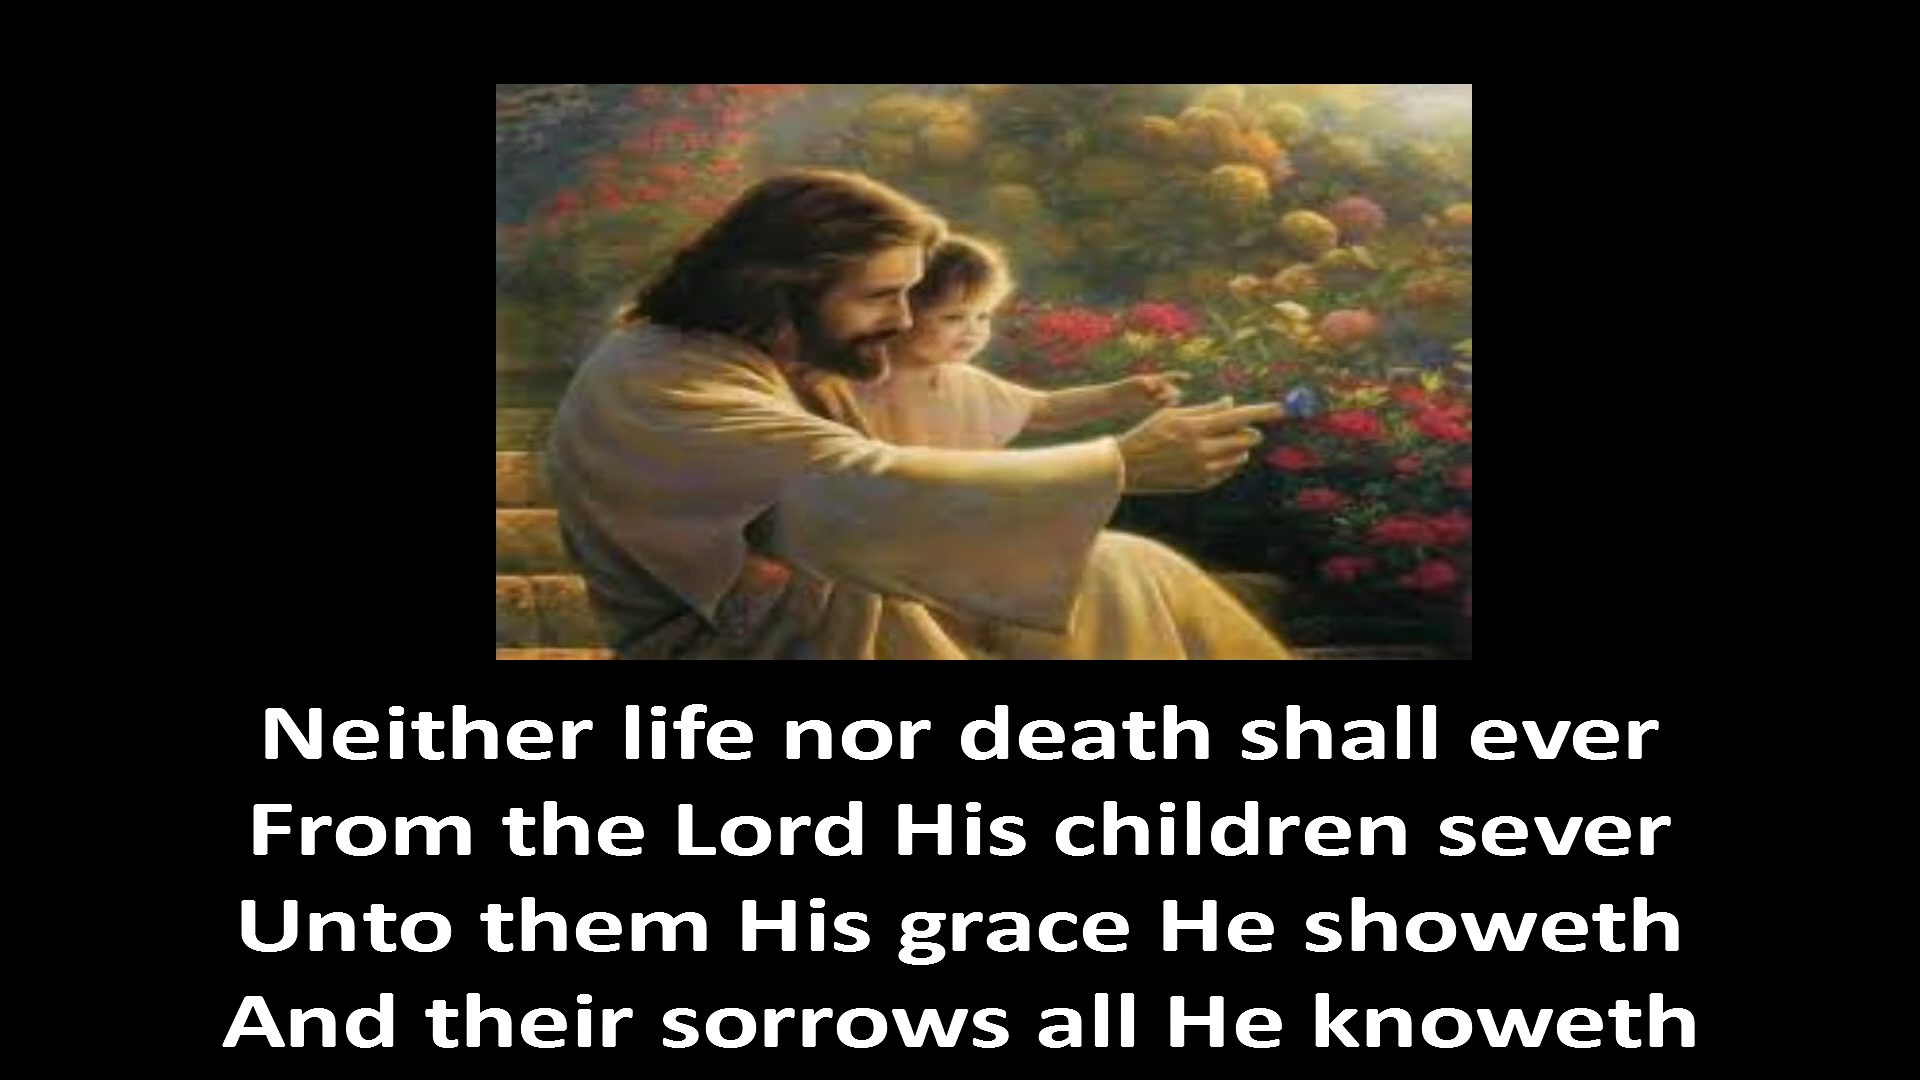 Neither life nor death shall ever
From the Lord His children sever
Unto them His grace He showeth
And their sorrows all He knoweth